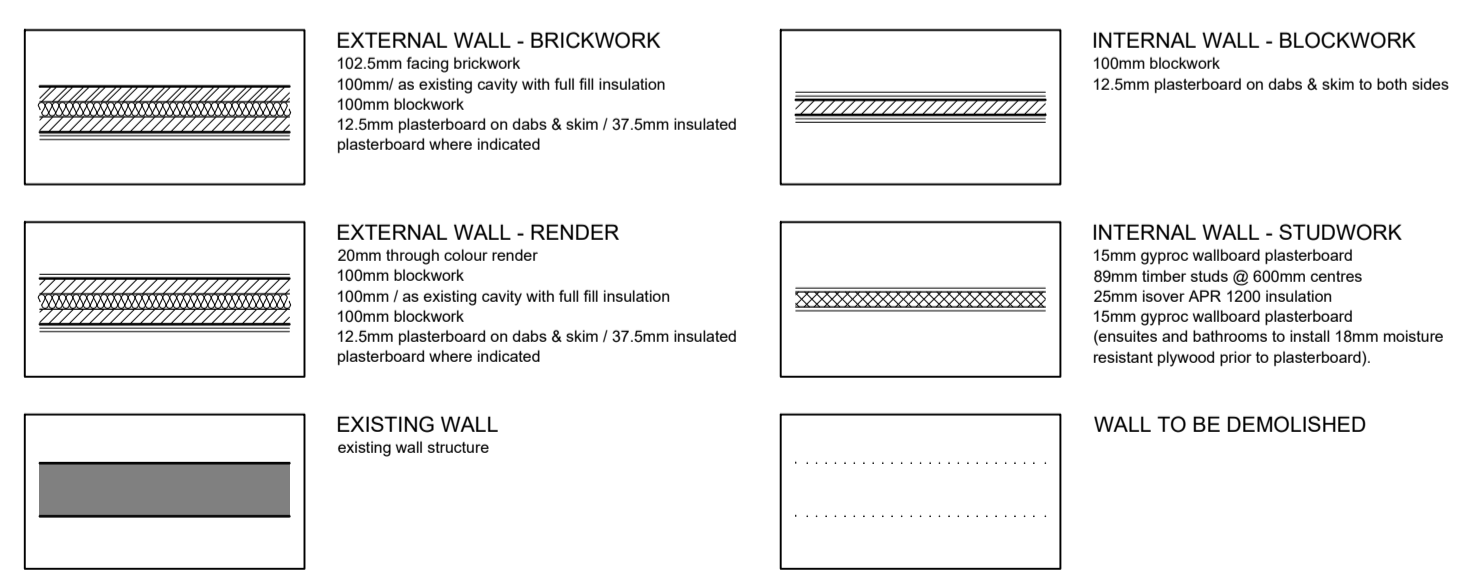 EXTERNAL WALL - BRICKWORK
102.5mm facing brickwork
100mm/ as existing cavity with full fill insulation
100mm blockwork
12.5mm plasterboard on dabs & skim / 37.5mm insulated
plasterboard where indicated
INTERNAL WALL - BLOCKWORK
100mm blockwork
12.5mm plasterboard on dabs & skim to both sides
EXTERNAL WALL - RENDER
20mm through colour render
100mm blockwork
100mm / as existing cavity with full fill insulation
100mm blockwork
12.5mm plasterboard on dabs & skim / 37.5mm insulated
plasterboard where indicated
INTERNAL WALL - STUDWORK
15mm gyproc wallboard plasterboard
89mm timber studs @ 600mm centres
25mm isover APR 1200 insulation
15mm gyproc wallboard plasterboard
(ensuites and bathrooms to install 18mm moisture
resistant plywood prior to plasterboard).
EXISTING WALL
existing wall structure
WALL TO BE DEMOLISHED